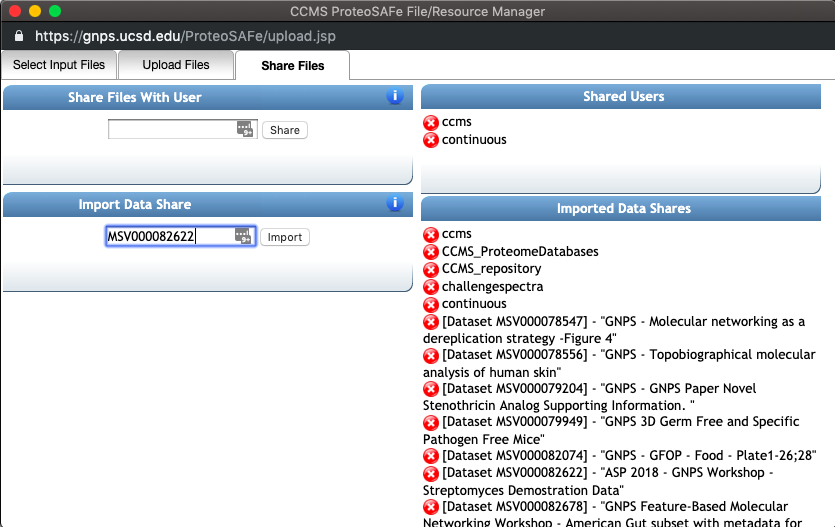 CCMS ProteoSAFe File/Resource Manager
https://gnps.ucsd.edu/ProteoSAFe/upload.jsp
Select Input Files
Upload Files
Share Files
Share Files With User
i
Share
Import Data Share
i
MSV000082622
Import
Shared Users
ccms
continuous
Imported Data Shares
ccms
CCMS_ProteomeDatabases
CCMS_repository
challengespectra
continuous
[Dataset MSV000078547] - "GNPS - Molecular networking as a
dereplication strategy -Figure 4"
[Dataset MSV000078556] - "GNPS - Topobiographical molecular
analysis of human skin"
[Dataset MSV000079204] - "GNPS - GNPS Paper Novel
Stenothricin Analog Supporting Information. "
[Dataset MSV000079949] - "GNPS 3D Germ Free and Specific
Pathogen Free Mice"
[Dataset MSV000082074] - "GNPS - GFOP - Food - Plate1-26;28"
[Dataset MSV000082622] - "ASP 2018 - GNPS Workshop -
Streptomyces Demostration Data"
[Dataset MSV000082678] - "GNPS Feature-Based Molecular
Networking Workshop - American Gut subset with metadata for